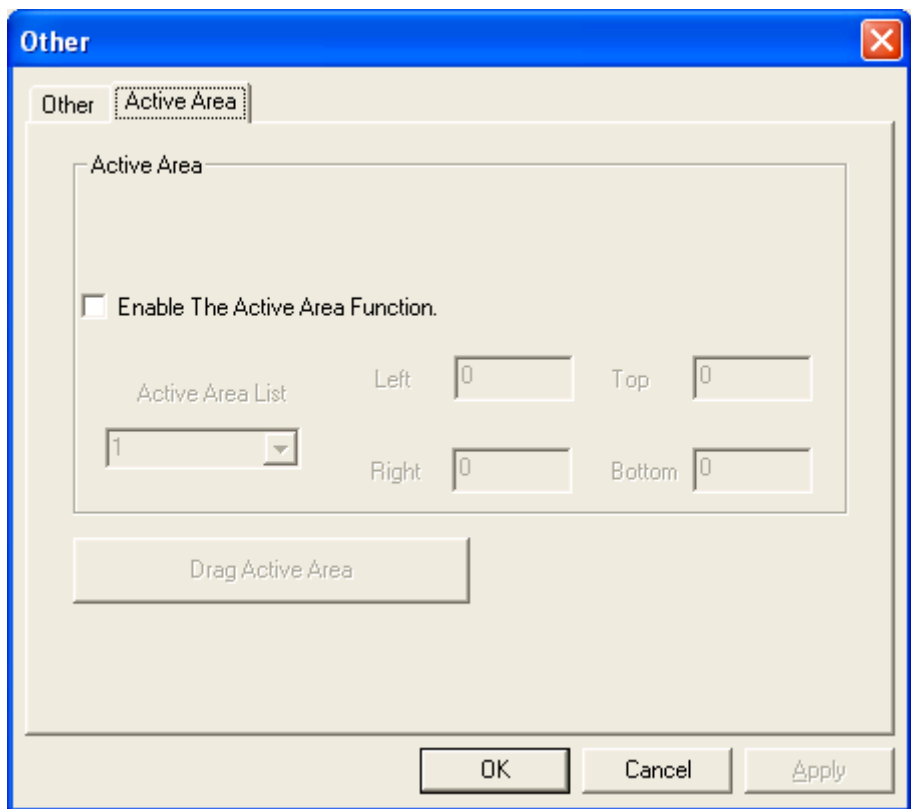 Other
Other Active Area
Active Area
Enable The Active Area Function.
Active Area List Left 0 Top 0
1 Right 0 Bottom 0
Drag Active Area
OK Cancel Apply